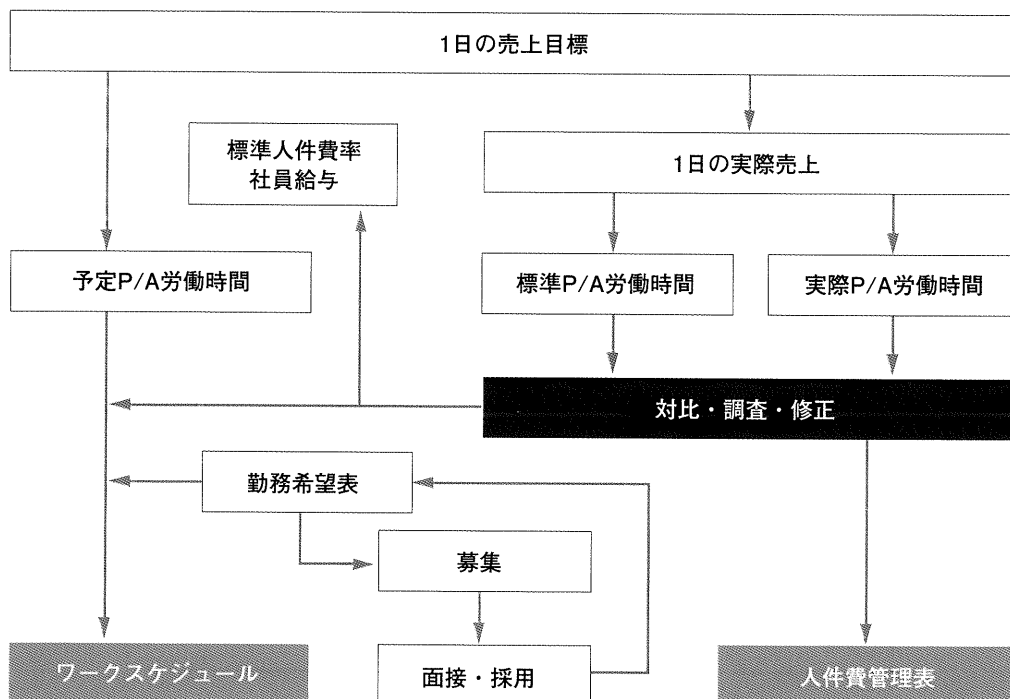 1日の売上目標
標準人件費率
社員給与
1日の実際売上
予定P/A労働時間
標準P/A労働時間
実際P/A労働時間
対比・調査・修正
勤務希望表
募集
ワークスケジュール
面接・採用
人件費管理表